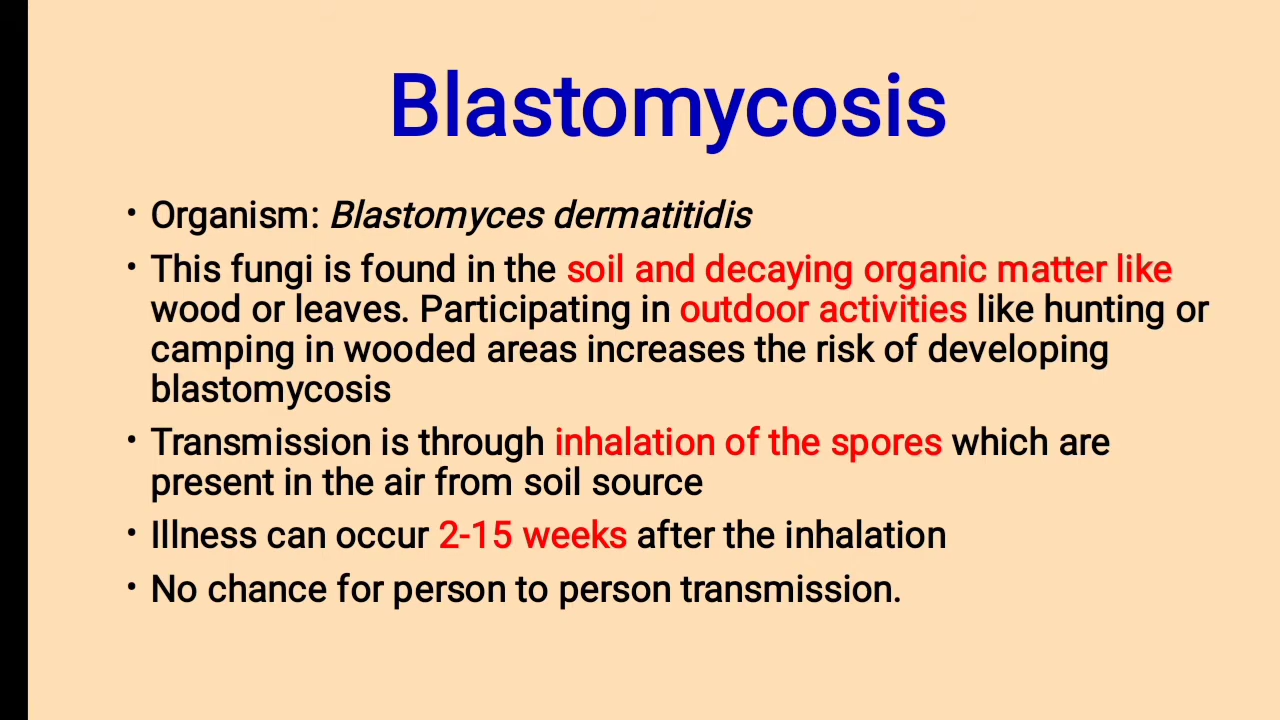 Blastomycosis
• Organism: Blastomyces dermatitidis
• This fungi is found in the soil and decaying organic matter like
wood or leaves. Participating in outdoor activities like hunting or
camping in wooded areas increases the risk of developing
blastomycosis
• Transmission is through inhalation of the spores which are
present in the air from soil source
• Illness can occur 2-15 weeks after the inhalation
• No chance for person to person transmission.